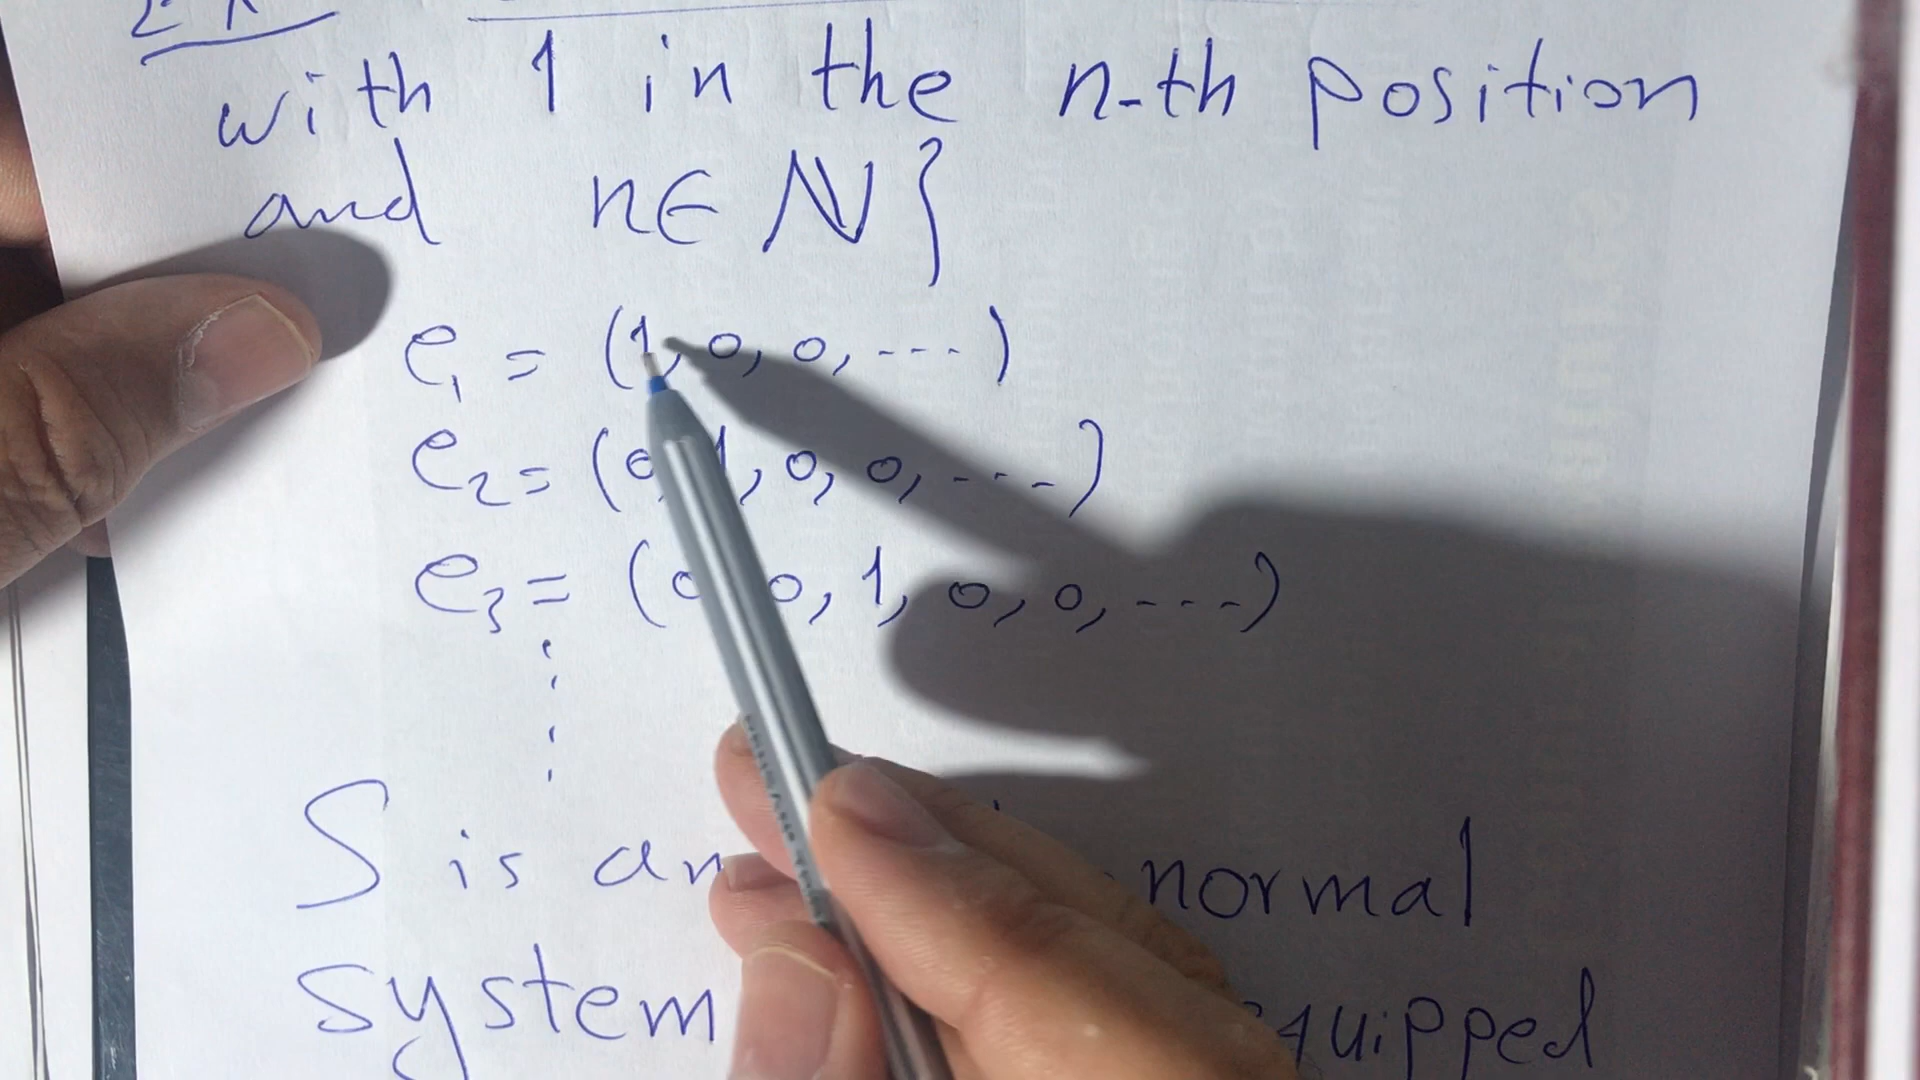 with 1 in the n-th position
and n∈ℕ}
e₁ = (1, 0, 0, ----)
e₂ = (0, 1, 0, 0, ----)
e₃ = (0, 0, 1, 0, 0, ----)
S is an normal
system equipped